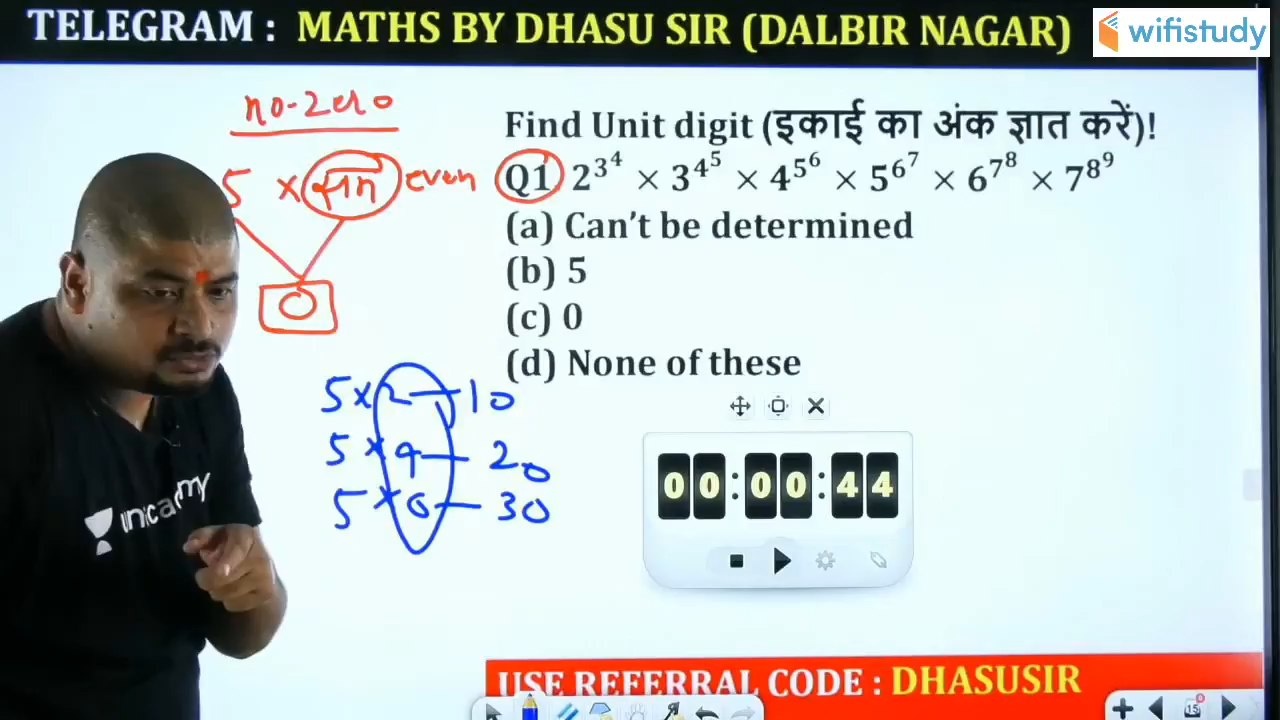 TELEGRAM : MATHS BY DHASU SIR (DALBIR NAGAR)
wifistudy
no-zero
5 × even
0
Find Unit digit (इकाई का अंक ज्ञात करें)!
Q1 2^3^4 × 3^4^5 × 4^5^6 × 5^6^7 × 6^7^8 × 7^8^9
(a) Can't be determined
(b) 5
(c) 0
(d) None of these
5×2 — 10
5×4 — 20
5×6 — 30
00:00:44
unacademy
USE REFERRAL CODE : DHASUSIR
15